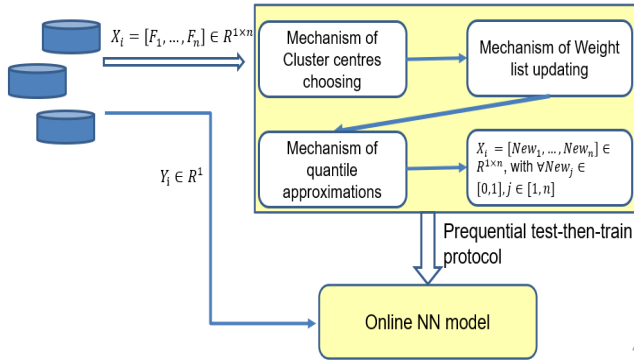 X_i = [F_1, …, F_n] ∈ R^{1×n}
Mechanism of
Cluster centres
choosing
Mechanism of Weight
list updating
Mechanism of
quantile
approximations
X_i = [New_1, …, New_n] ∈
R^{1×n}, with ∀New_j ∈
[0,1], j ∈ [1, n]
Y_i ∈ R^1
Prequential test-then-train
protocol
Online NN model